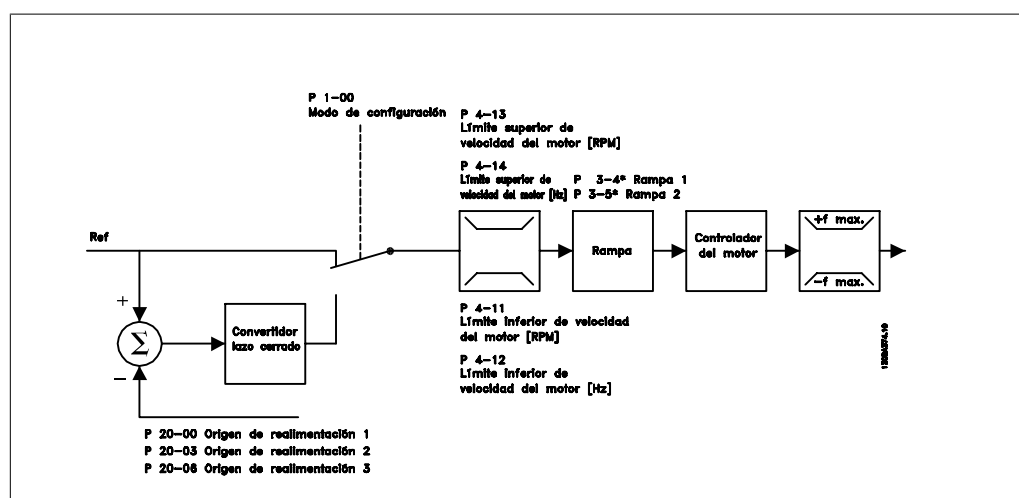 P 1-00
Modo de configuración
P 4-13
Límite superior de
velocidad del motor [RPM]
P 4-14
Límite superior de
velocidad del motor [Hz]
P 3-4* Rampa 1
P 3-5* Rampa 2
Ref
+
Σ
−
Convertidor
lazo cerrado
Rampa
Controlador
del motor
+f max.
−f max.
P 4-11
Límite inferior de velocidad
del motor [RPM]
P 4-12
Límite inferior de
velocidad del motor [Hz]
P 20-00 Origen de realimentación 1
P 20-03 Origen de realimentación 2
P 20-06 Origen de realimentación 3